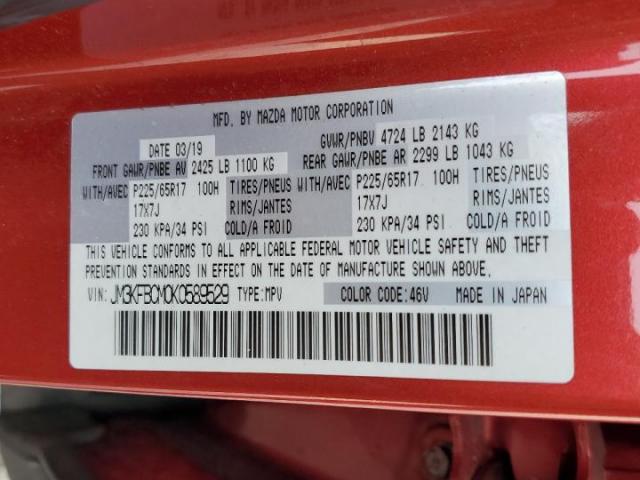 MFD. BY MAZDA MOTOR CORPORATION
DATE 03/19 GVWR/PNBV 4724 LB 2143 KG
FRONT GAWR/PNBE AV 2425 LB 1100 KG REAR GAWR/PNBE AR 2299 LB 1043 KG
WITH/AVEC P225/65R17 100H TIRES/PNEUS WITH/AVEC P225/65R17 100H TIRES/PNEUS
17X7J RIMS/JANTES 17X7J RIMS/JANTES
230 KPA/34 PSI COLD/A FROID 230 KPA/34 PSI COLD/A FROID
THIS VEHICLE CONFORMS TO ALL APPLICABLE FEDERAL MOTOR VEHICLE SAFETY AND THEFT
PREVENTION STANDARDS IN EFFECT ON THE DATE OF MANUFACTURE SHOWN ABOVE.
VIN: JM3KFBCM0K0589529 TYPE:MPV COLOR CODE:46V MADE IN JAPAN